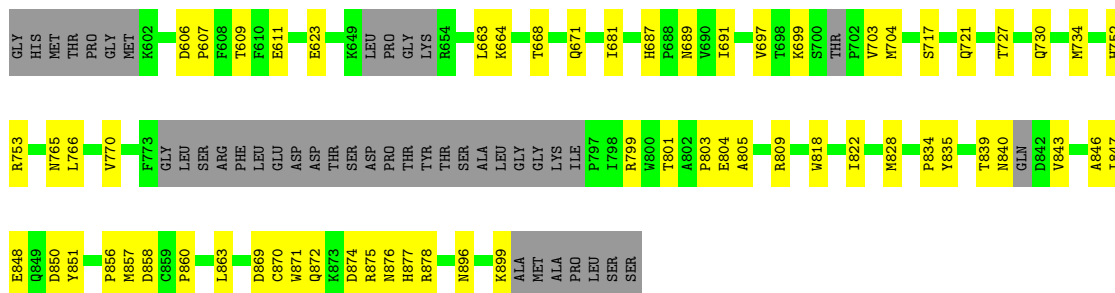 GLY HIS MET THR PRO GLY MET K602 D606 P607 F608 T609 F610 E611 E623 K649 LEU PRO GLY LYS R654 L663 K664 T668 Q671 I681 H687 P688 N689 V690 I691 V697 T698 K699 S700 THR P702 V703 M704 S717 Q721 T727 Q730 M734
R753 N765 L766 V770 F773 GLY LEU SER ARG PHE LEU GLU ASP ASP THR SER ASP PRO THR TYR THR SER ALA LEU GLY GLY LYS ILE P797 I798 R799 W800 T801 A802 P803 E804 A805 R809 W818 I822 M828 P834 Y835 T839 N840 GLN D842 V843 A846
E848 Q849 D850 Y851 P856 M857 D858 C859 P860 L863 D869 C870 W871 Q872 K873 D874 R875 N876 H877 R878 N896 K899 ALA MET ALA PRO LEU SER SER